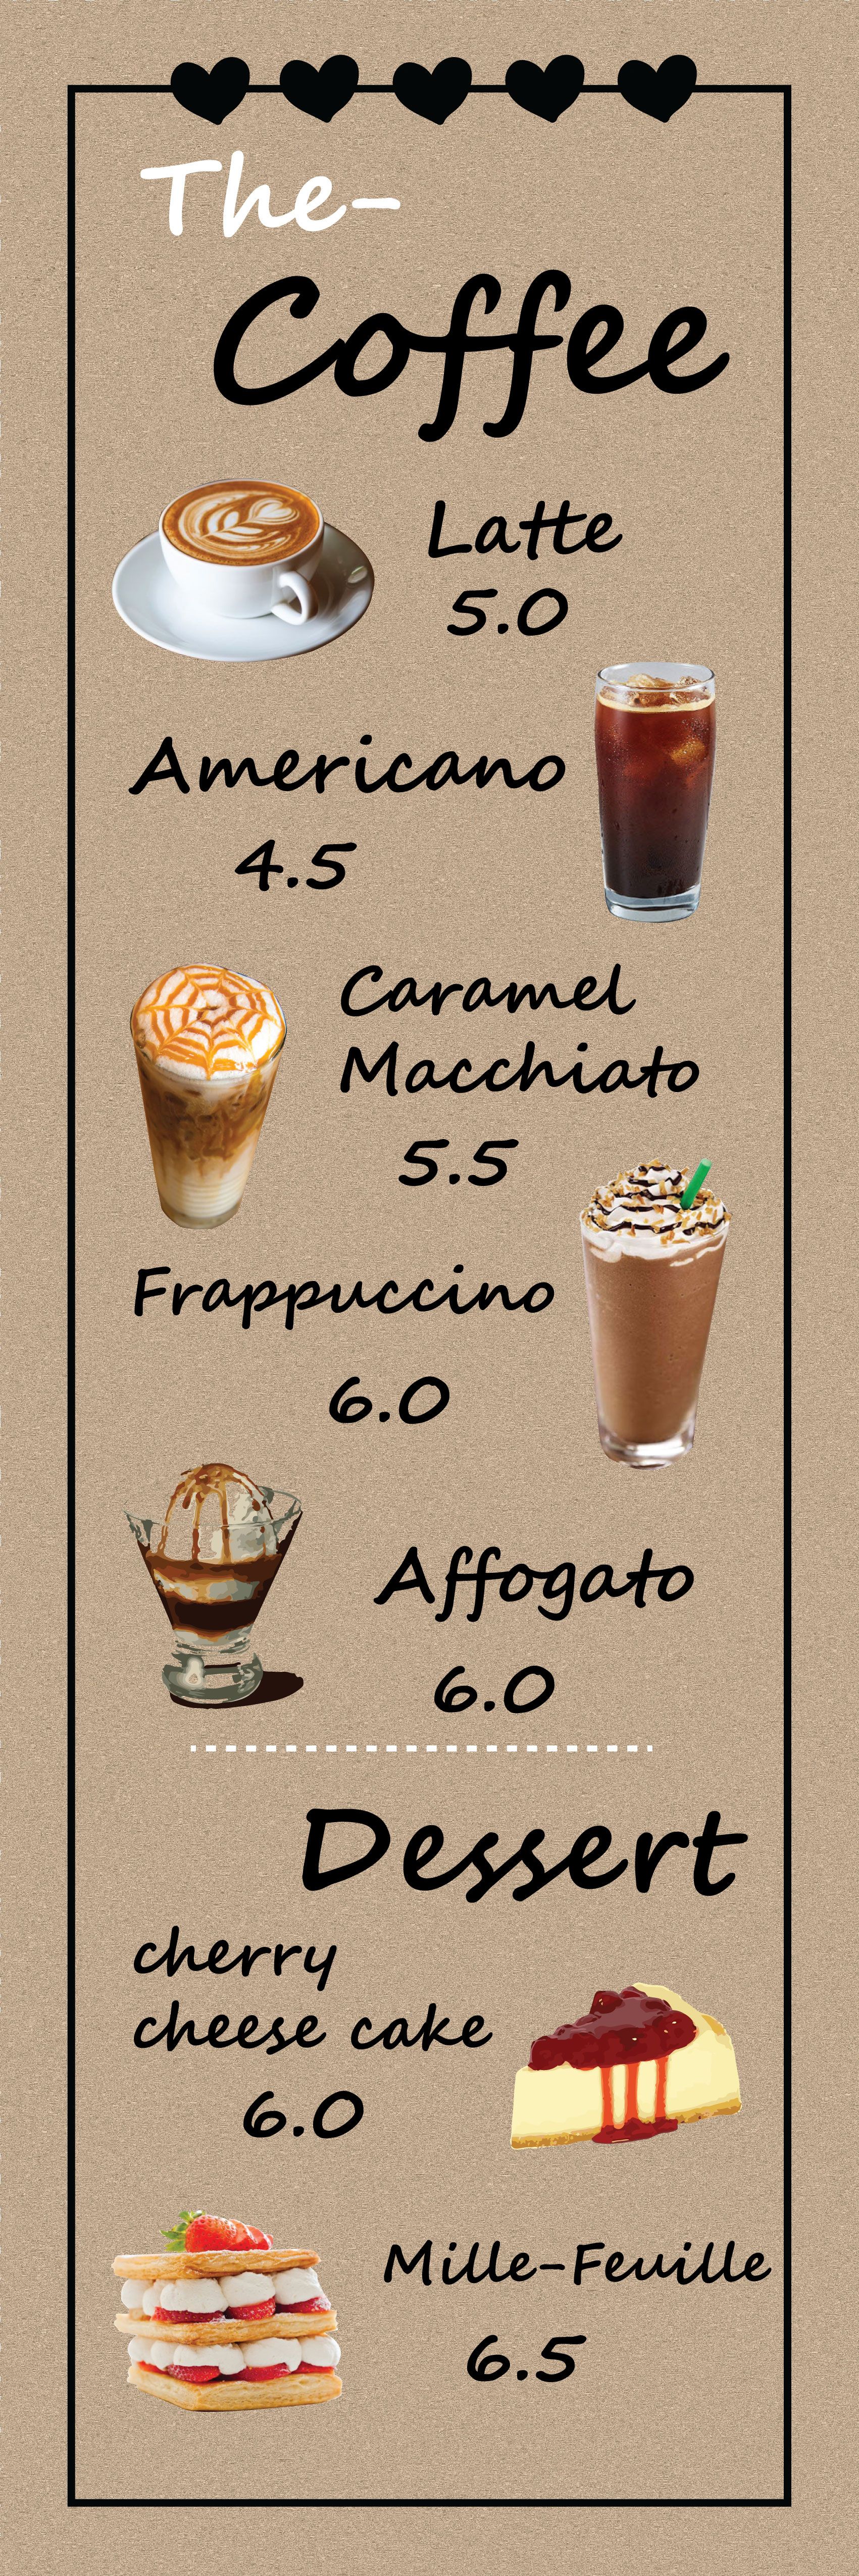 The-
Coffee
Latte
5.0
Americano
4.5
Caramel
Macchiato
5.5
Frappuccino
6.0
Affogato
6.0
Dessert
cherry
cheese cake
6.0
Mille-Feuille
6.5